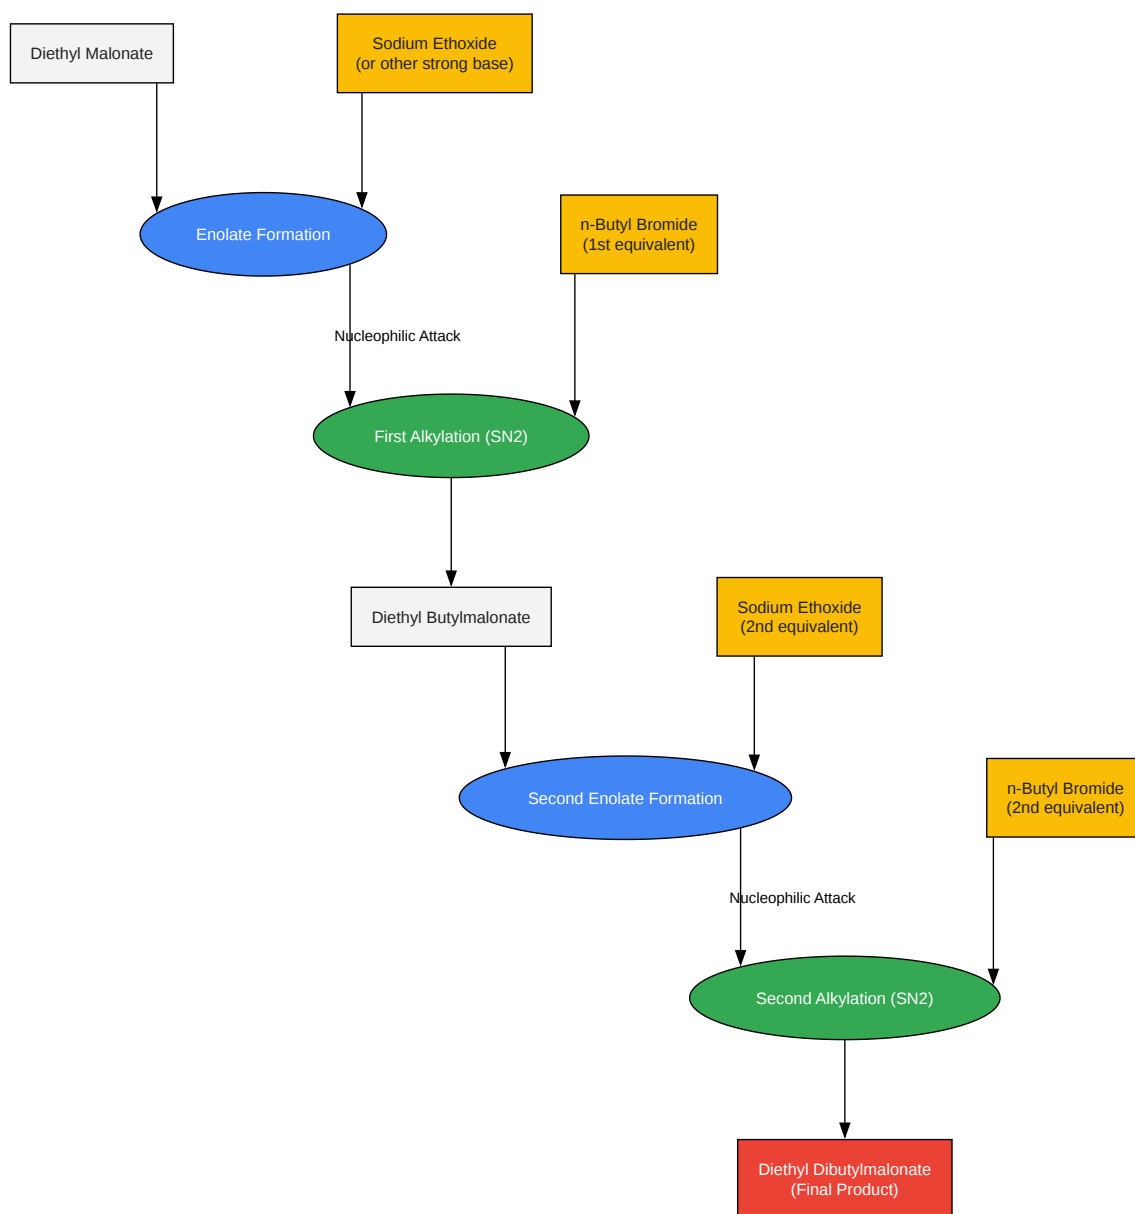 Diethyl Malonate
Sodium Ethoxide
(or other strong base)
Enolate Formation
n-Butyl Bromide
(1st equivalent)
Nucleophilic Attack
First Alkylation (SN2)
Diethyl Butylmalonate
Sodium Ethoxide
(2nd equivalent)
Second Enolate Formation
n-Butyl Bromide
(2nd equivalent)
Nucleophilic Attack
Second Alkylation (SN2)
Diethyl Dibutylmalonate
(Final Product)